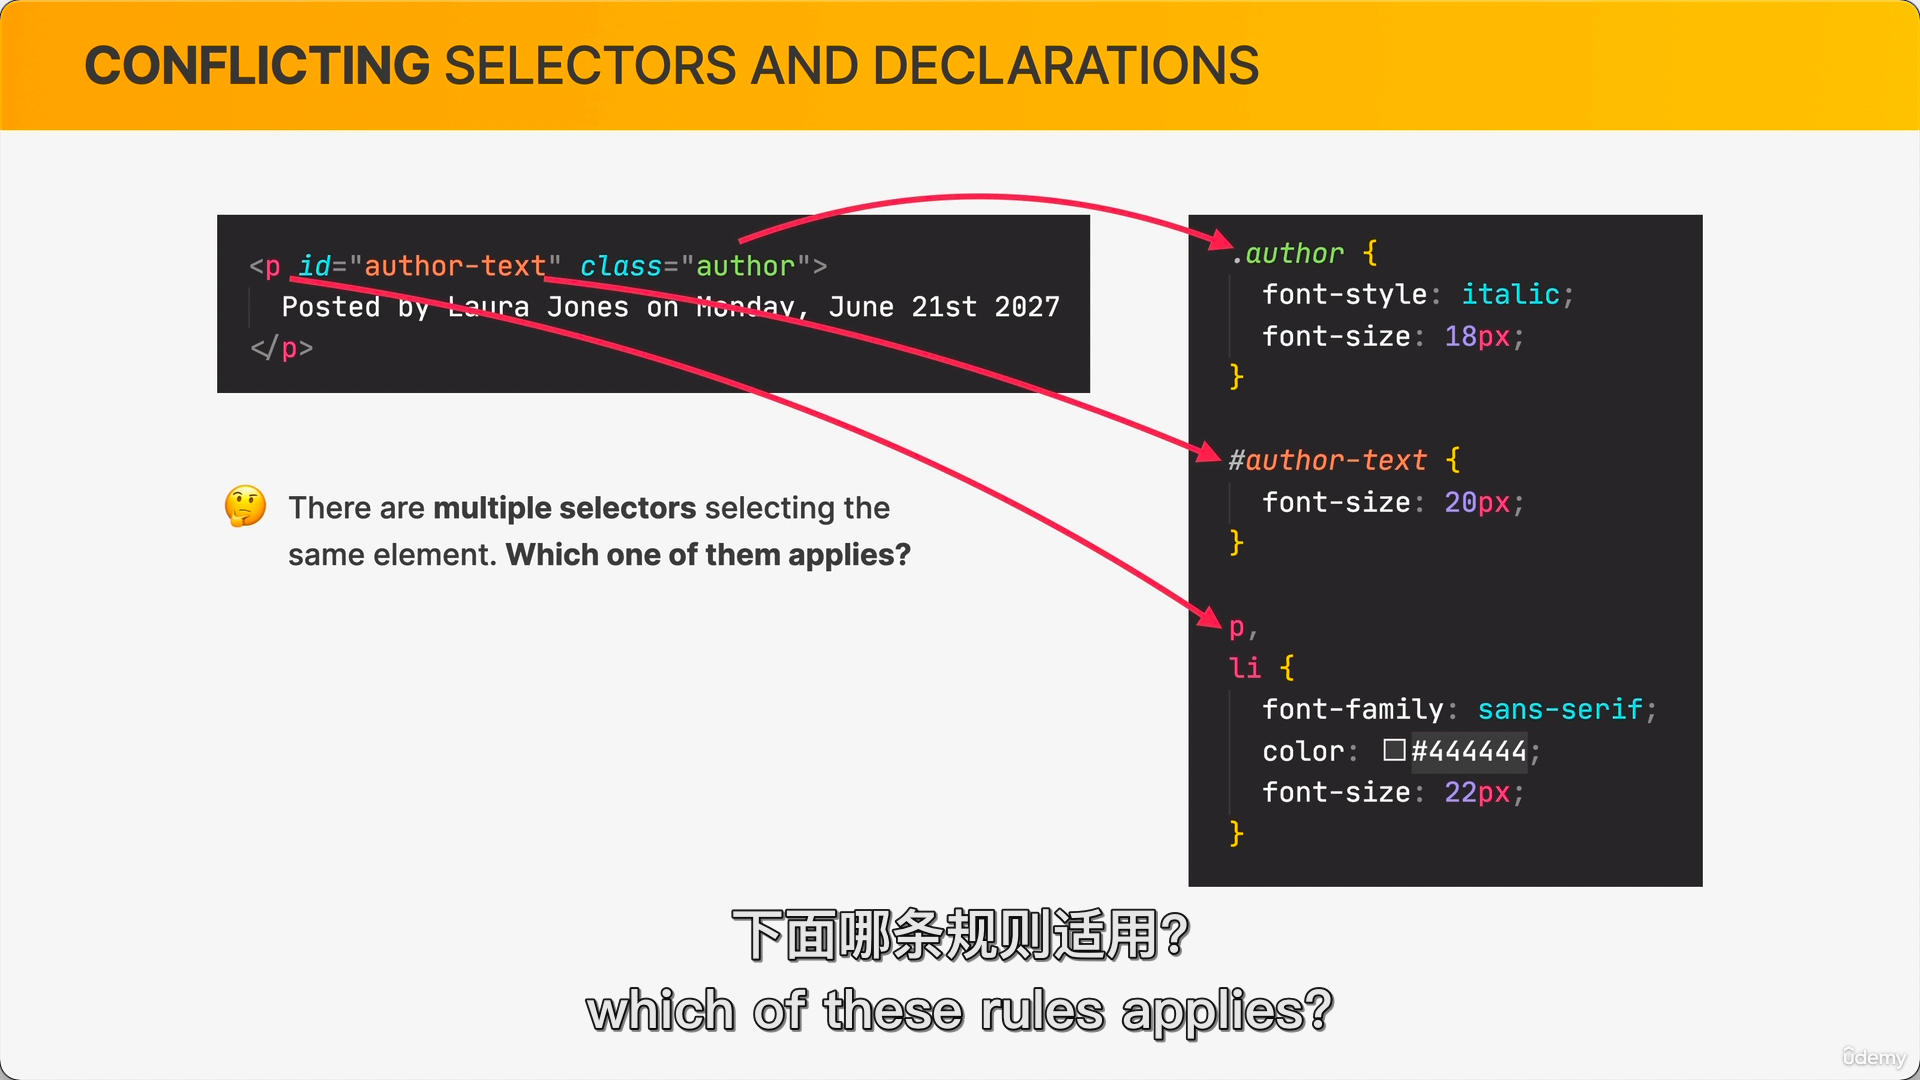 CONFLICTING SELECTORS AND DECLARATIONS
<p id="author-text" class="author">
Posted by Laura Jones on Monday, June 21st 2027
</p>
🤔 There are multiple selectors selecting the
same element. Which one of them applies?
.author {
font-style: italic;
font-size: 18px;
}
#author-text {
font-size: 20px;
}
p,
li {
font-family: sans-serif;
color: #444444;
font-size: 22px;
}
下面哪条规则适用?
which of these rules applies?
ûdemy